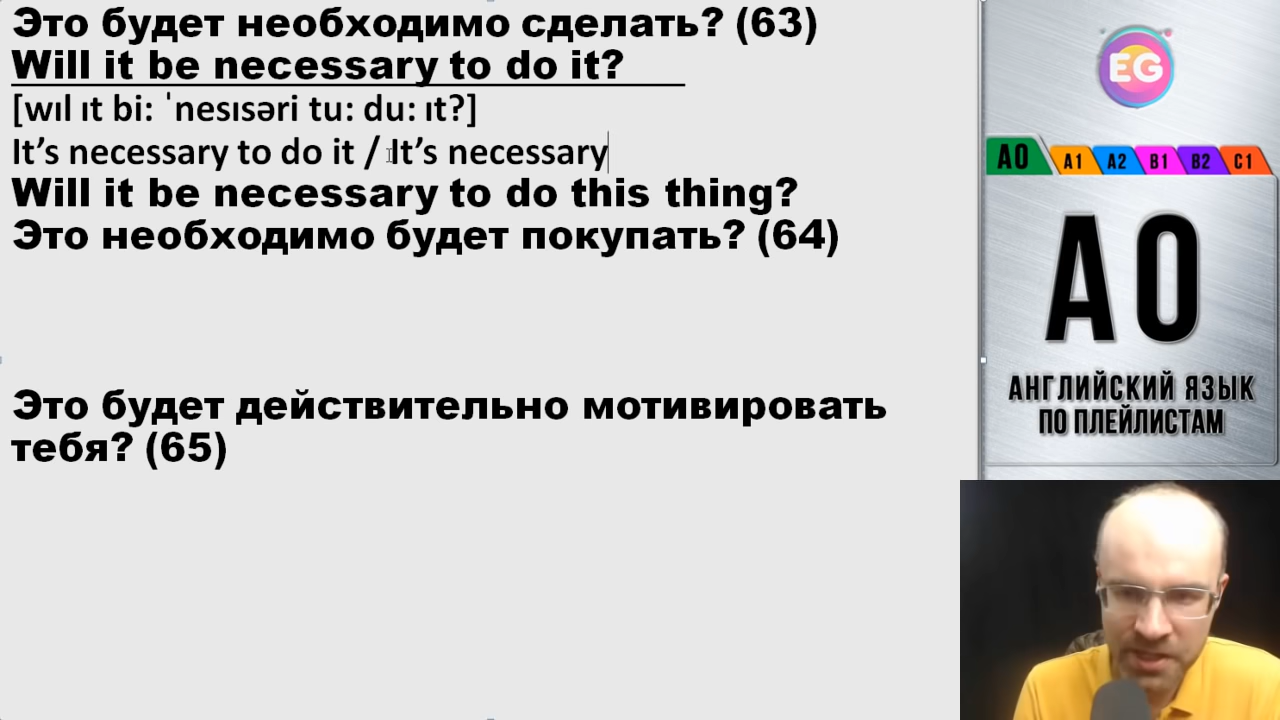 Это будет необходимо сделать? (63)
Will it be necessary to do it?
[wɪl ɪt bi: ˈnesɪsəri tu: du: ɪt?]
It’s necessary to do it / It’s necessary
Will it be necessary to do this thing?
Это необходимо будет покупать? (64)
Это будет действительно мотивировать
тебя? (65)
EG
A0 A1 A2 B1 B2 C1
A0
АНГЛИЙСКИЙ ЯЗЫК
ПО ПЛЕЙЛИСТАМ